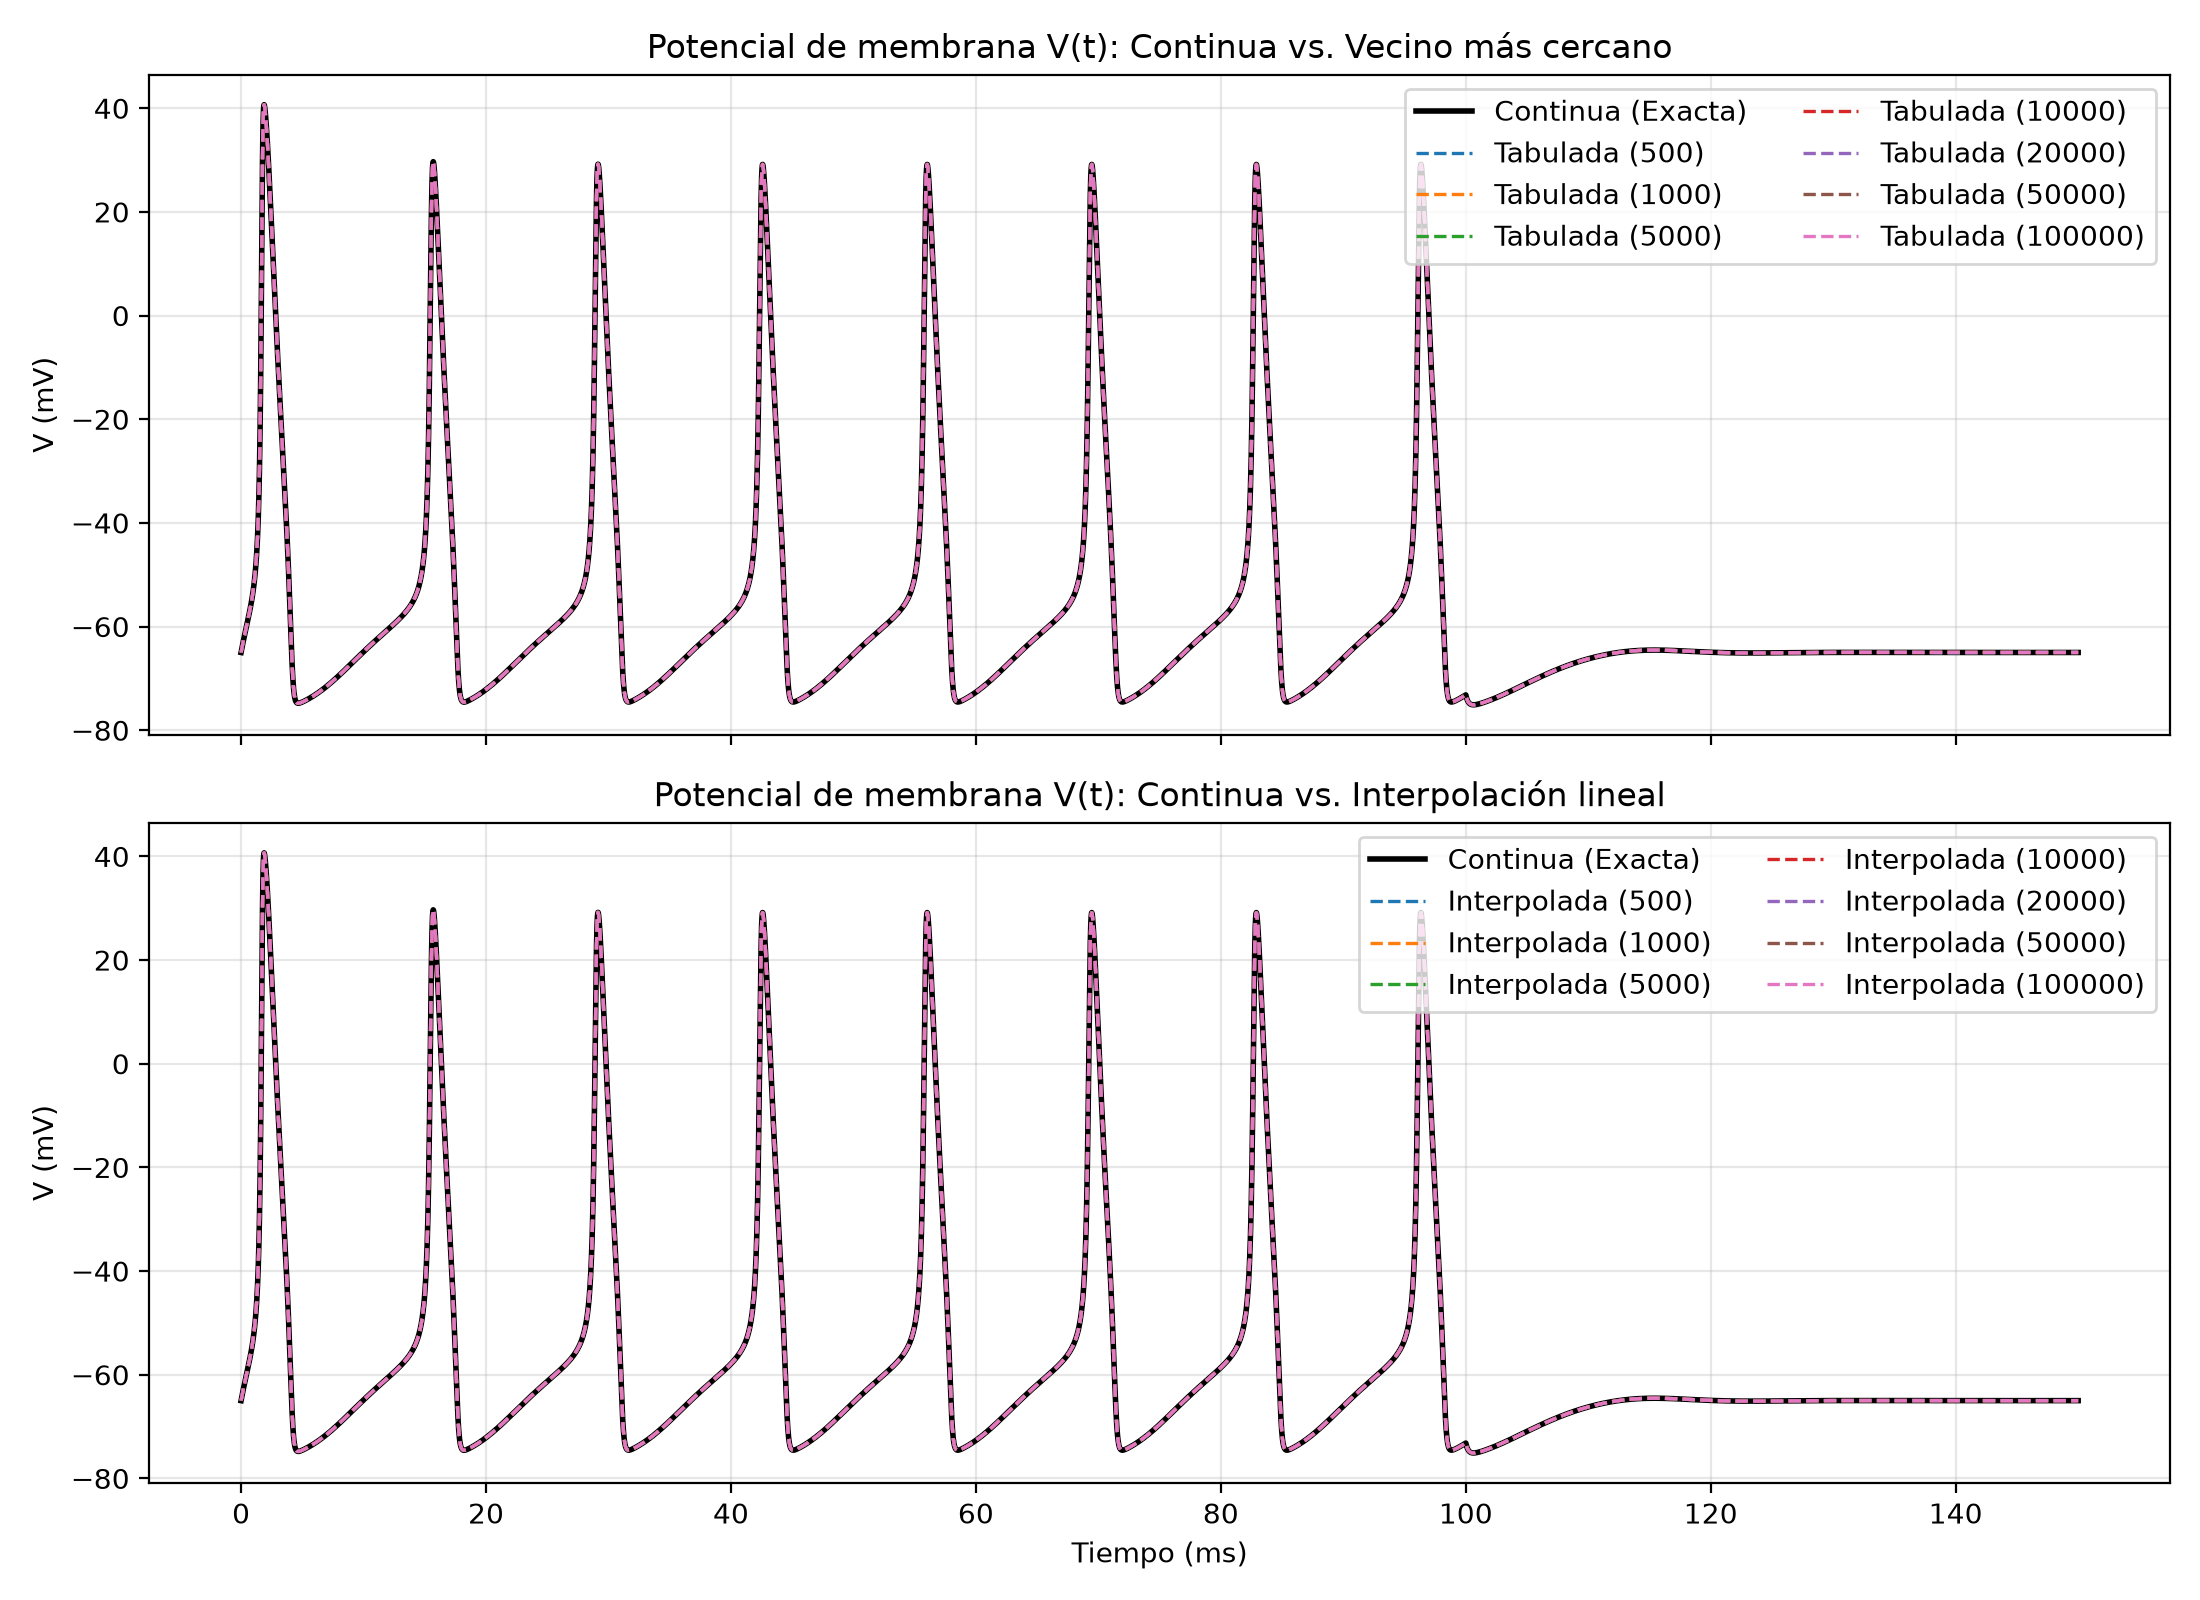 Potencial de membrana V(t): Continua vs. Vecino más cercano
40
20
0
−20
−40
−60
−80
V (mV)
Continua (Exacta)
Tabulada (500)
Tabulada (1000)
Tabulada (5000)
Tabulada (10000)
Tabulada (20000)
Tabulada (50000)
Tabulada (100000)
Potencial de membrana V(t): Continua vs. Interpolación lineal
40
20
0
−20
−40
−60
−80
V (mV)
Continua (Exacta)
Interpolada (500)
Interpolada (1000)
Interpolada (5000)
Interpolada (10000)
Interpolada (20000)
Interpolada (50000)
Interpolada (100000)
0 20 40 60 80 100 120 140
Tiempo (ms)